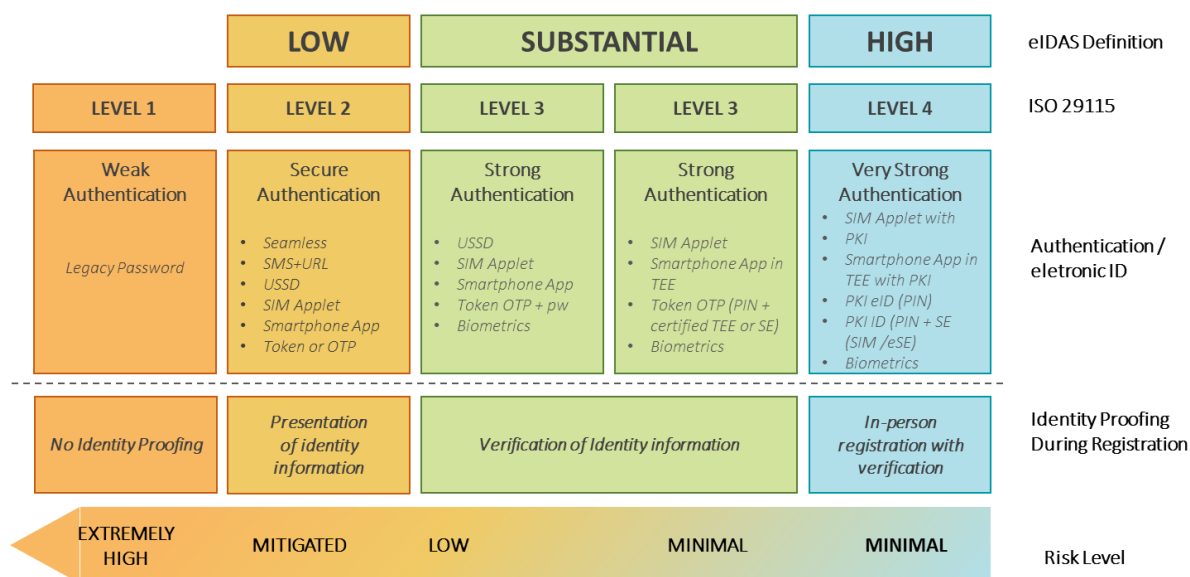 LOW
SUBSTANTIAL
HIGH
eIDAS Definition
LEVEL 1
LEVEL 2
LEVEL 3
LEVEL 3
LEVEL 4
ISO 29115
Weak
Authentication
Legacy Password
Secure
Authentication
• Seamless
• SMS+URL
• USSD
• SIM Applet
• Smartphone App
• Token or OTP
Strong
Authentication
• USSD
• SIM Applet
• Smartphone App
• Token OTP + pw
• Biometrics
Strong
Authentication
• SIM Applet
• Smartphone App in
TEE
• Token OTP (PIN +
certified TEE or SE)
• Biometrics
Very Strong
Authentication
• SIM Applet with
• PKI
• Smartphone App in
TEE with PKI
• PKI eID (PIN)
• PKI ID (PIN + SE
(SIM /eSE)
• Biometrics
Authentication /
eletronic ID
No Identity Proofing
Presentation
of identity
information
Verification of Identity information
In-person
registration with
verification
Identity Proofing
During Registration
EXTREMELY
HIGH
MITIGATED
LOW
MINIMAL
MINIMAL
Risk Level